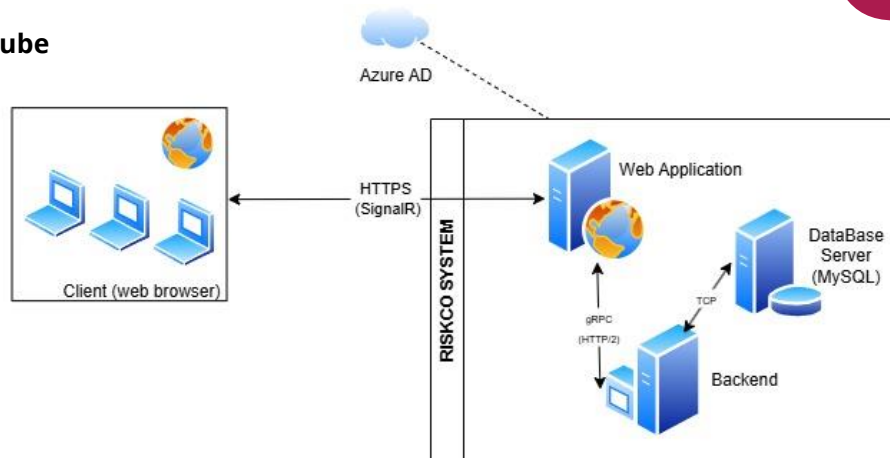 ube
Azure AD
Client (web browser)
HTTPS
(SignalR)
RISKCO SYSTEM
Web Application
gRPC
(HTTP/2)
TCP
DataBase
Server
(MySQL)
Backend